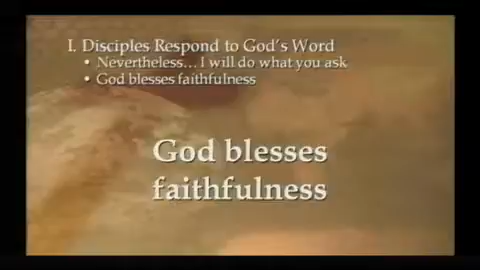 I. Disciples Respond to God's Word
• Nevertheless... I will do what you ask
• God blesses faithfulness
God blesses
faithfulness